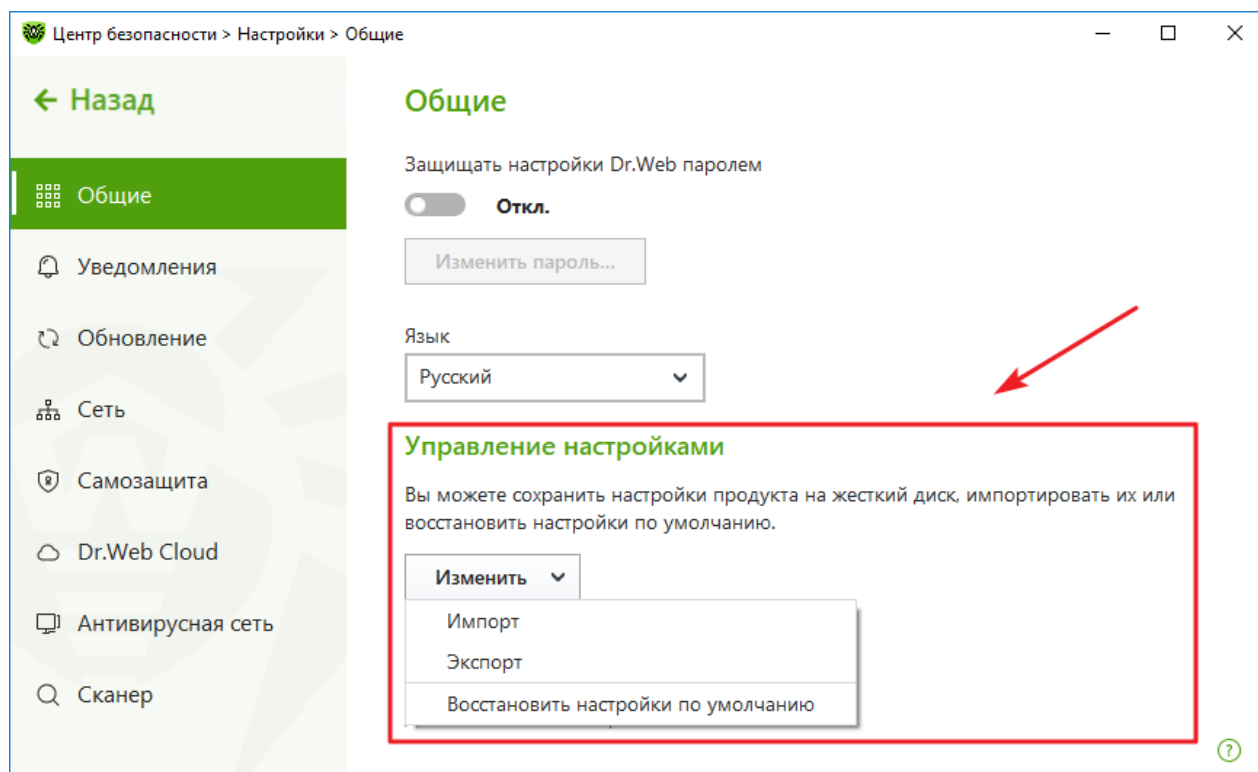 Центр безопасности > Настройки > Общие
Назад
Общие
Уведомления
Обновление
Сеть
Самозащита
Dr.Web Cloud
Антивирусная сеть
Сканер
Общие
Защищать настройки Dr.Web паролем
Откл.
Изменить пароль...
Язык
Русский
Управление настройками
Вы можете сохранить настройки продукта на жесткий диск, импортировать их или
восстановить настройки по умолчанию.
Изменить
Импорт
Экспорт
Восстановить настройки по умолчанию
?